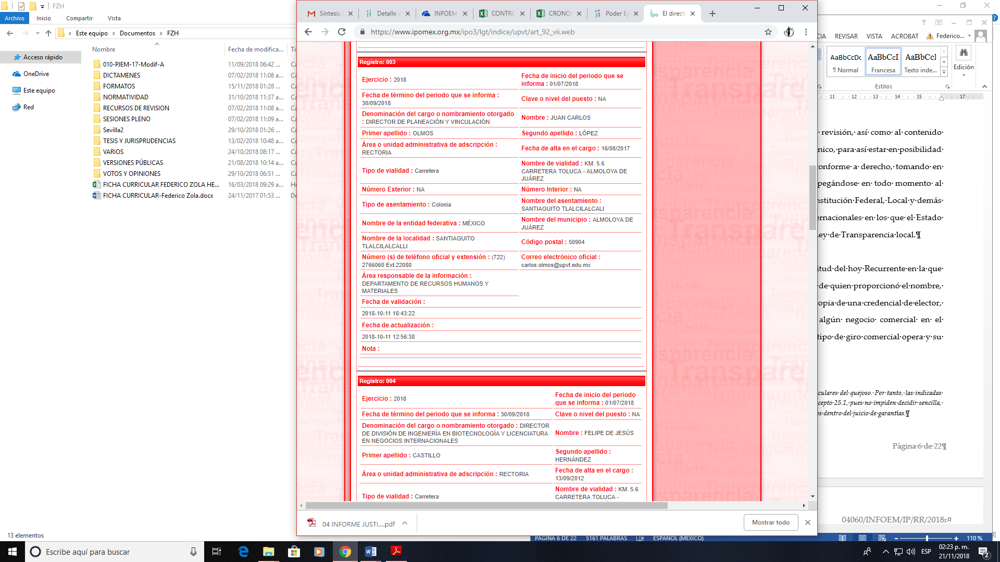 FZH
Archivo Inicio Compartir Vista
Este equipo Documentos FZH
Acceso rápido
OneDrive
Este equipo
Red
Nombre Fecha de modifica... Ti
010-PJEM-17-Modif-A 11/09/2018 06:42 ... Ca
DICTAMENES 07/02/2018 11:08 a... Ca
FORMATOS 15/11/2018 01:28 ... Ca
NORMATIVIDAD 31/10/2018 11:37 a... Ca
RECURSOS DE REVISION 07/02/2018 11:08 a... Ca
SESIONES PLENO 07/02/2018 11:09 a... Ca
Sevilla2 29/10/2018 01:26 ... Ca
TESIS Y JURISPRUDENCIAS 13/02/2018 10:48 a... Ca
VARIOS 24/10/2018 08:17 ... Ca
VERSIONES PÚBLICAS 21/08/2018 10:14 a... Ca
VOTOS Y OPINIONES 29/10/2018 06:51 ... Ca
FICHA CURRICULAR FEDERICO ZOLA HE... 16/03/2018 09:29 a... Ho
FICHA CURRICULAR-Federico Zola.docx 24/11/2017 01:53 ... Do
13 elementos
Síntesis Detalle INFOEM CONTRO CRONO Poder Ej El direct
https://www.ipomex.org.mx/ipo3/lgt/indice/upvt/art_92_vii.web
Registro: 003
Ejercicio : 2018
Fecha de inicio del periodo que se
informa : 01/07/2018
Fecha de término del periodo que se informa :
30/09/2018
Clave o nivel del puesto : NA
Denominación del cargo o nombramiento otorgado
: DIRECTOR DE PLANEACIÓN Y VINCULACIÓN
Nombre : JUAN CARLOS
Primer apellido : OLMOS
Segundo apellido : LÓPEZ
Área o unidad administrativa de adscripción :
RECTORIA
Fecha de alta en el cargo : 16/08/2017
Tipo de vialidad : Carretera
Nombre de vialidad : KM. 5.6
CARRETERA TOLUCA - ALMOLOYA DE
JUÁREZ
Número Exterior : NA
Número Interior : NA
Tipo de asentamiento : Colonia
Nombre del asentamiento :
SANTIAGUITO TLALCILALCALI
Nombre de la entidad federativa : MÉXICO
Nombre del municipio : ALMOLOYA DE
JUÁREZ
Nombre de la localidad : SANTIAGUITO
TLALCILALCALLI
Código postal : 50904
Número (s) de teléfono oficial y extensión : (722)
2766060 Ext.22080
Correo electrónico oficial :
carlos.olmos@upvt.edu.mx
Área responsable de la información :
DEPARTAMENTO DE RECURSOS HUMANOS Y
MATERIALES
Fecha de validación :
2018-10-11 16:43:22
Fecha de actualización :
2018-10-11 12:56:38
Nota :
Registro: 004
Ejercicio : 2018
Fecha de inicio del periodo
que se informa : 01/07/2018
Fecha de término del periodo que se informa : 30/09/2018
Clave o nivel del puesto : NA
Denominación del cargo o nombramiento otorgado : DIRECTOR
DE DIVISIÓN DE INGENIERÍA EN BIOTECNOLOGÍA Y LICENCIATURA
EN NEGOCIOS INTERNACIONALES
Nombre : FELIPE DE JESÚS
Primer apellido : CASTILLO
Segundo apellido :
HERNÁNDEZ
Área o unidad administrativa de adscripción : RECTORIA
Fecha de alta en el cargo :
13/09/2012
Tipo de vialidad : Carretera
Nombre de vialidad : KM. 5.6
CARRETERA TOLUCA -
04 INFORME JUSTI....pdf
Mostrar todo
CIA REVISAR VISTA ACROBAT Federico...
AaBbCcDc AaBbCcI AaBbCcI
¶ Normal Francesa Texto inde...
Edición
Estilos
11 12 13 14 15 17
revisión, así como al contenido
nico, para así estar en posibilidad
onforme a derecho, tomando en
pegándose en todo momento al
nstitución Federal, Local y demás
ernacionales en los que el Estado
Ley de Transparencia local.¶
itud del hoy Recurrente en la que
de quien proporcionó el nombre,
opia de una credencial de elector,
algún negocio comercial en el
tipo de giro comercial opera y su
culares del quejoso. Por tanto, las indicadas
cepto 25.1, pues no impiden decidir sencilla,
os dentro del juicio de garantías.¶
Página 6 de 22¶
04060/INFOEM/IP/RR/2018
PÁGINA 6 DE 22 5161 PALABRAS ESPAÑOL (MÉXICO) 110 %
Escribe aquí para buscar
ESP
02:23 p. m.
21/11/2018
2